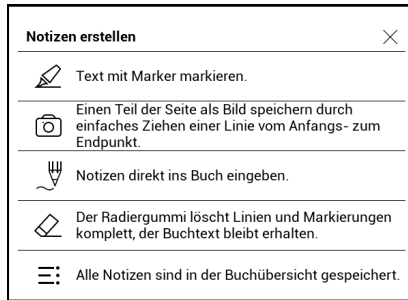 Notizen erstellen
Text mit Marker markieren.
Einen Teil der Seite als Bild speichern durch
einfaches Ziehen einer Linie vom Anfangs- zum
Endpunkt.
Notizen direkt ins Buch eingeben.
Der Radiergummi löscht Linien und Markierungen
komplett, der Buchtext bleibt erhalten.
Alle Notizen sind in der Buchübersicht gespeichert.